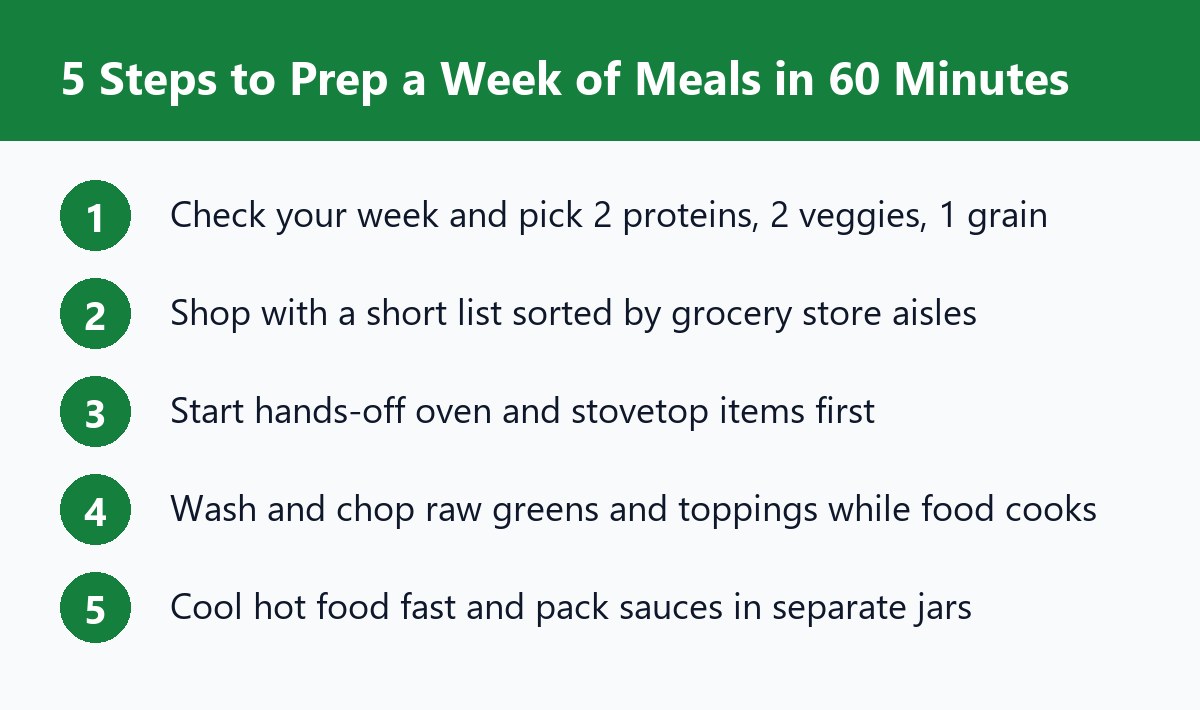 5 Steps to Prep a Week of Meals in 60 Minutes
1 Check your week and pick 2 proteins, 2 veggies, 1 grain
2 Shop with a short list sorted by grocery store aisles
3 Start hands-off oven and stovetop items first
4 Wash and chop raw greens and toppings while food cooks
5 Cool hot food fast and pack sauces in separate jars